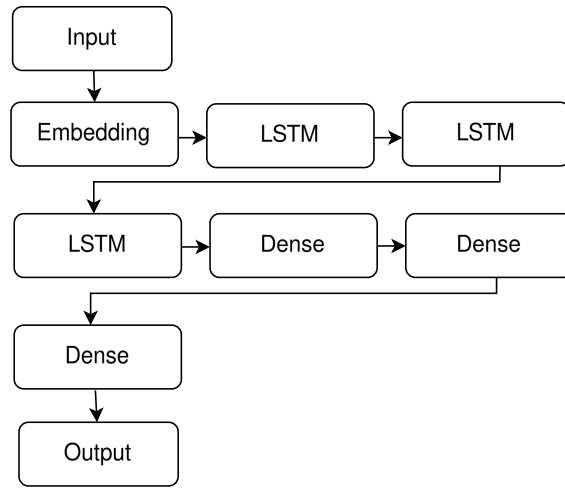 Input
Embedding
LSTM
LSTM
LSTM
Dense
Dense
Dense
Output